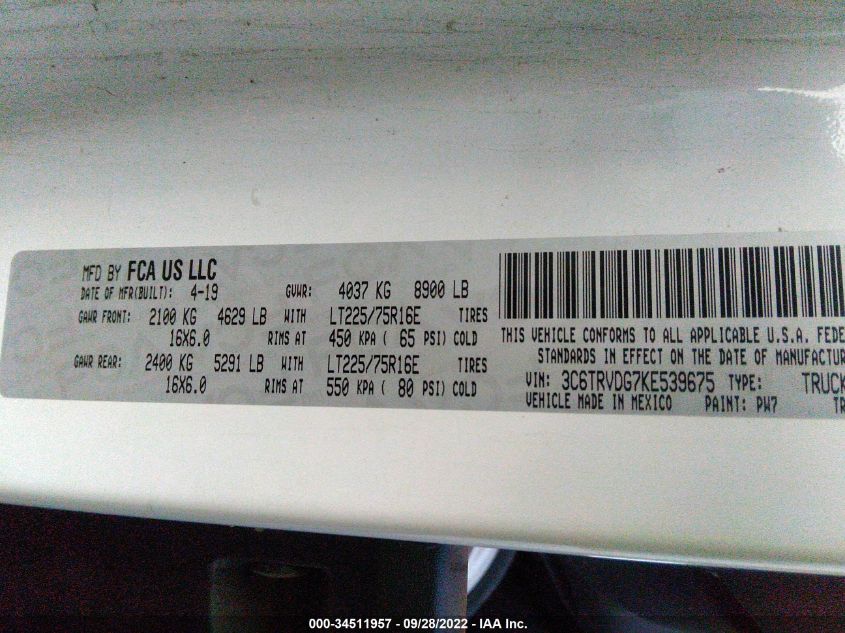 MFD BY FCA US LLC
DATE OF MFR(BUILT): 4-19 GVWR: 4037 KG 8900 LB
GAWR FRONT: 2100 KG 4629 LB WITH LT225/75R16E TIRES
16X6.0 RIMS AT 450 KPA ( 65 PSI) COLD
GAWR REAR: 2400 KG 5291 LB WITH LT225/75R16E TIRES
16X6.0 RIMS AT 550 KPA ( 80 PSI) COLD
THIS VEHICLE CONFORMS TO ALL APPLICABLE U.S.A. FEDE
STANDARDS IN EFFECT ON THE DATE OF MANUFACTUR
VIN: 3C6TRVDG7KE539675 TYPE: TRUCK
VEHICLE MADE IN MEXICO PAINT: PW7 TR
000-34511957 - 09/28/2022 - IAA Inc.